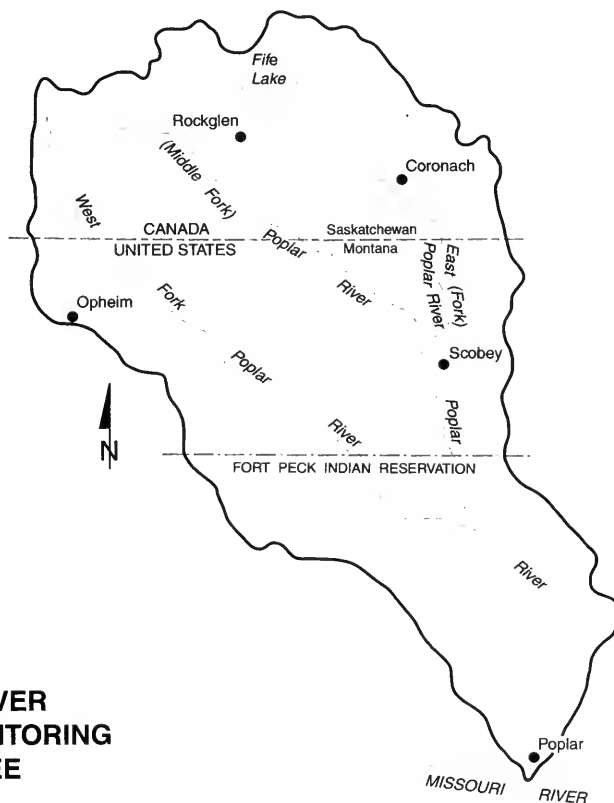 Fife
Lake
Rockglen
(Middle Fork)
Coronach
West
CANADA
Saskatchewan
UNITED STATES
Poplar
Montana
East (Fork)
Poplar River
Opheim
Fork
River
Scobey
Poplar
Poplar
River
N
FORT PECK INDIAN RESERVATION
River
VER
ITORING
EE
Poplar
MISSOURI RIVER